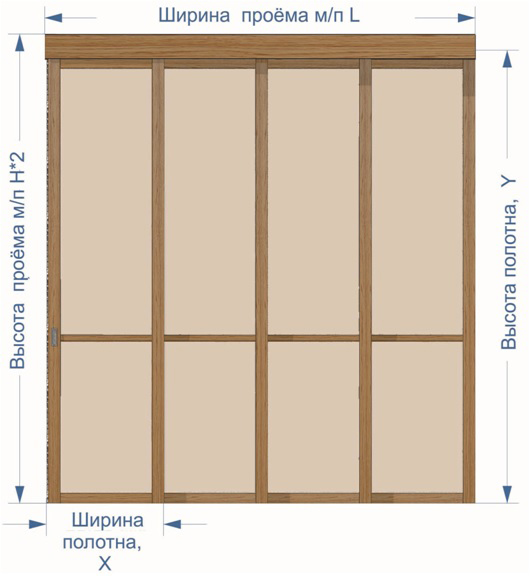 Ширина проёма м/п L
Высота проёма м/п H*2
Высота полотна, Y
Ширина
полотна,
X